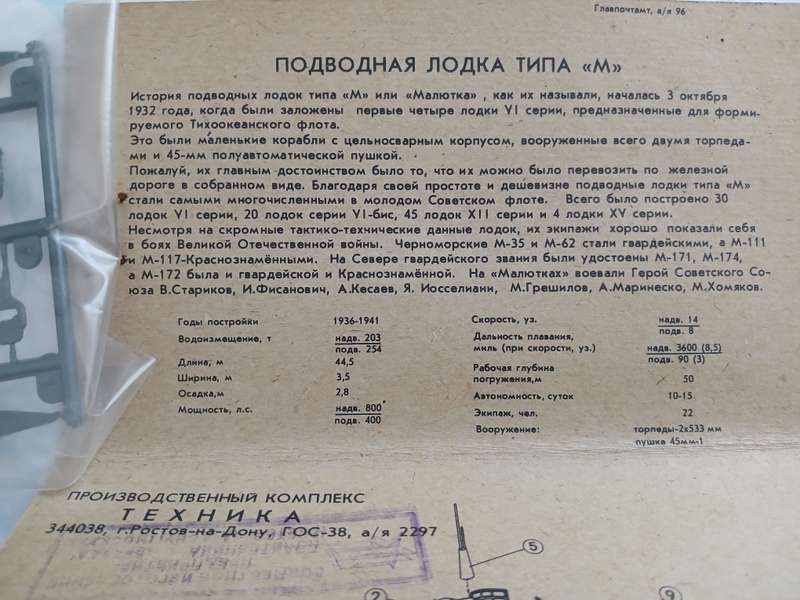 Главпочтамт, а/я 96
ПОДВОДНАЯ ЛОДКА ТИПА «М»
История подводных лодок типа «М» или «Малютка» , как их называли, началась 3 октября
1932 года, когда были заложены первые четыре лодки VI серии, предназначенные для форми-
руемого Тихоокеанского флота.
Это были маленькие корабли с цельносварным корпусом, вооруженные всего двумя торпеда-
ми и 45-мм полуавтоматической пушкой.
Пожалуй, их главным достоинством было то, что их можно было перевозить по железной
дороге в собранном виде. Благодаря своей простоте и дешевизне подводные лодки типа «М»
стали самыми многочисленными в молодом Советском флоте. Всего было построено 30
лодок VI серии, 20 лодок серии VI-бис, 45 лодок XII серии и 4 лодки XV серии.
Несмотря на скромные тактико-технические данные лодок, их экипажи хорошо показали себя
в боях Великой Отечественной войны. Черноморские М-35 и М-62 стали гвардейскими, а М-111
и М-117-Краснознамёнными. На Севере гвардейского звания были удостоены М-171, М-174,
а М-172 была и гвардейской и Краснознамённой. На «Малютках» воевали Герой Советского Со-
юза В.Стариков, И.Фисанович, А.Кесаев, Я. Иосселиани, М.Грешилов, А.Маринеско, М.Хомяков.
Годы постройки 1936-1941
Водоизмещение, т надв. 203
подв. 254
Длина, м 44,5
Ширина, м 3,5
Осадка,м 2,8
Мощность, л.с. надв. 800
подв. 400
Скорость, уз. надв. 14
подв. 8
Дальность плавания,
миль (при скорости, уз.) надв. 3600 (8,5)
подв. 90 (3)
Рабочая глубина
погружения,м 50
Автономность, суток 10-15
Экипаж, чел. 22
Вооружение: торпеды-2х533 мм
пушка 45мм-1
ПРОИЗВОДСТВЕННЫЙ КОМПЛЕКС
ТЕХНИКА
344038, г.Ростов-на-Дону, ГОС-38, а/я 2297
5
2
9